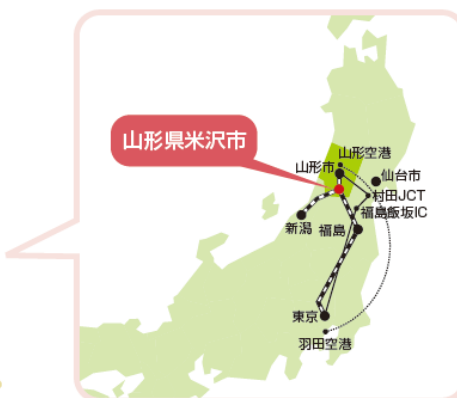 山形県米沢市
山形空港
山形市
仙台市
村田JCT
福島飯坂IC
新潟
福島
東京
羽田空港